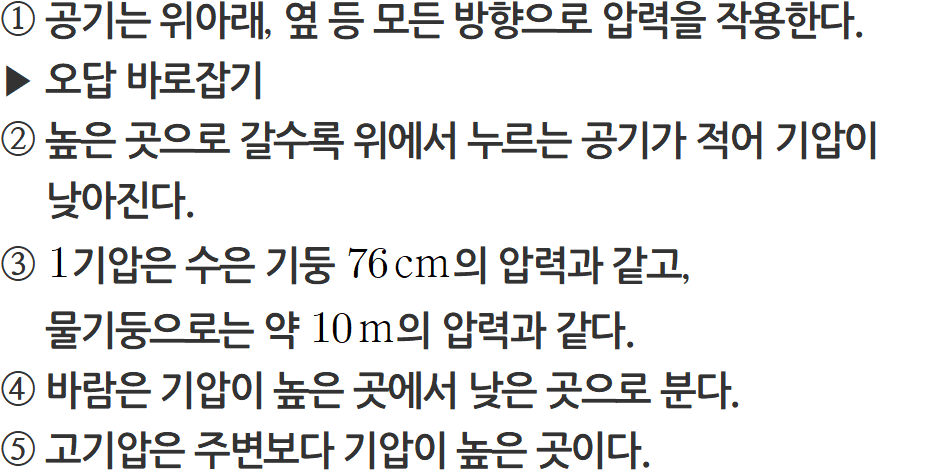 ① 공기는 위아래, 옆 등 모든 방향으로 압력을 작용한다.
▶ 오답 바로잡기
② 높은 곳으로 갈수록 위에서 누르는 공기가 적어 기압이
낮아진다.
③ 1기압은 수은 기둥 76 cm의 압력과 같고,
물기둥으로는 약 10 m의 압력과 같다.
④ 바람은 기압이 높은 곳에서 낮은 곳으로 분다.
⑤ 고기압은 주변보다 기압이 높은 곳이다.